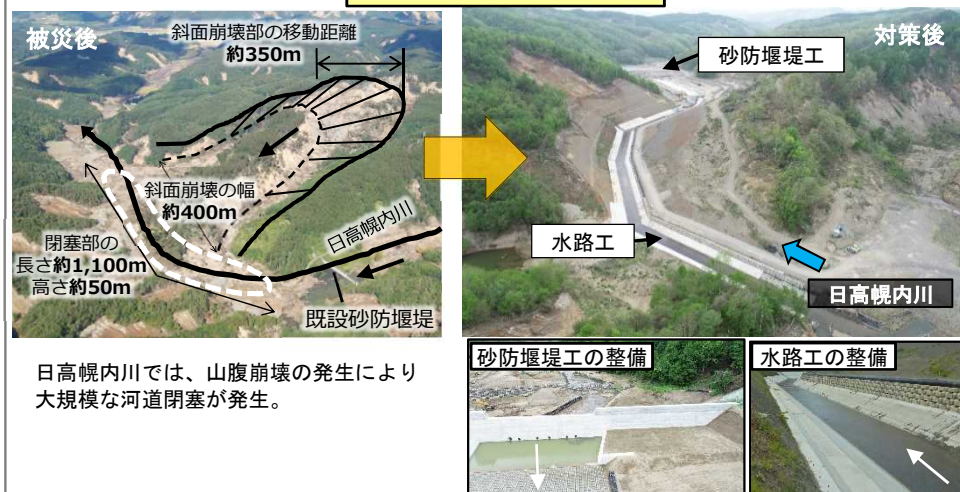 被災後
斜面崩壊部の移動距離
約350m
斜面崩壊の幅
約400m
日高幌内川
閉塞部の
長さ約1,100m
高さ約50m
既設砂防堰堤
対策後
砂防堰堤工
水路工
日高幌内川
日高幌内川では、山腹崩壊の発生により
大規模な河道閉塞が発生。
砂防堰堤工の整備
水路工の整備